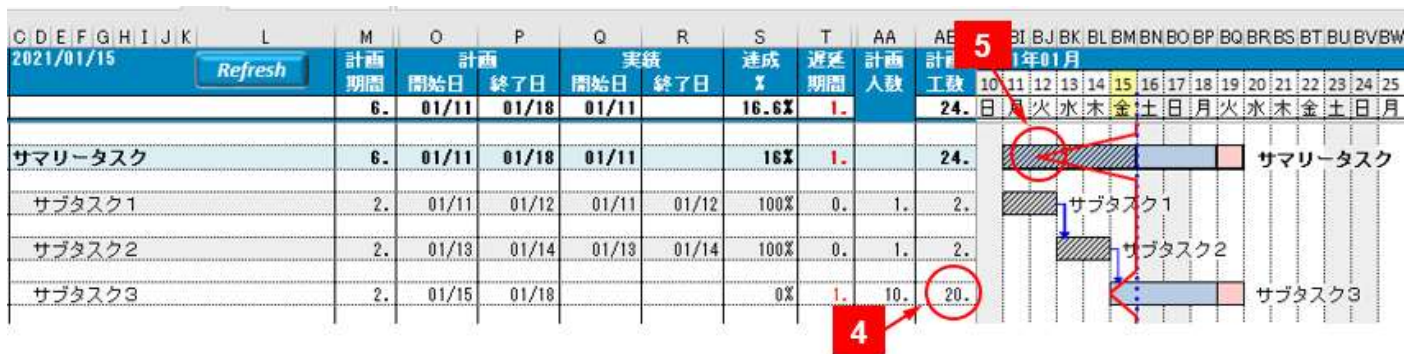 C D E F G H I J K L M O P Q R S T AA AE BI BJ BK BL BM BN BO BP BQ BR BS BT BU BV BW
2021/01/15 Refresh 計画 計画 実績 達成 遅延 計画 計画 5 1年01月
期間 開始日 終了日 開始日 終了日 % 期間 人数 工数 10 11 12 13 14 15 16 17 18 19 20 21 22 23 24 25
6. 01/11 01/18 01/11 16.6% 1. 24. 日 月 火 水 木 金 土 日 月 火 水 木 金 土 日 月
サマリータスク 6. 01/11 01/18 01/11 16% 1. 24. サマリータスク
サブタスク1 2. 01/11 01/12 01/11 01/12 100% 0. 1. 2. サブタスク1
サブタスク2 2. 01/13 01/14 01/13 01/14 100% 0. 1. 2. サブタスク2
サブタスク3 2. 01/15 01/18 0% 1. 10. 20. サブタスク3
4